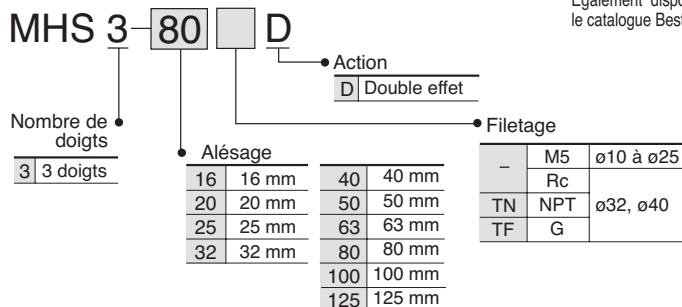 Également
le catalogue Best
MHS 3-80 D
Action
D Double effet
Nombre de
doigts
3 3 doigts
Alésage
16 16 mm
20 20 mm
25 25 mm
32 32 mm
40 40 mm
50 50 mm
63 63 mm
80 80 mm
100 100 mm
125 125 mm
Filetage
– M5 ø10 à ø25
Rc
TN NPT ø32, ø40
TF G